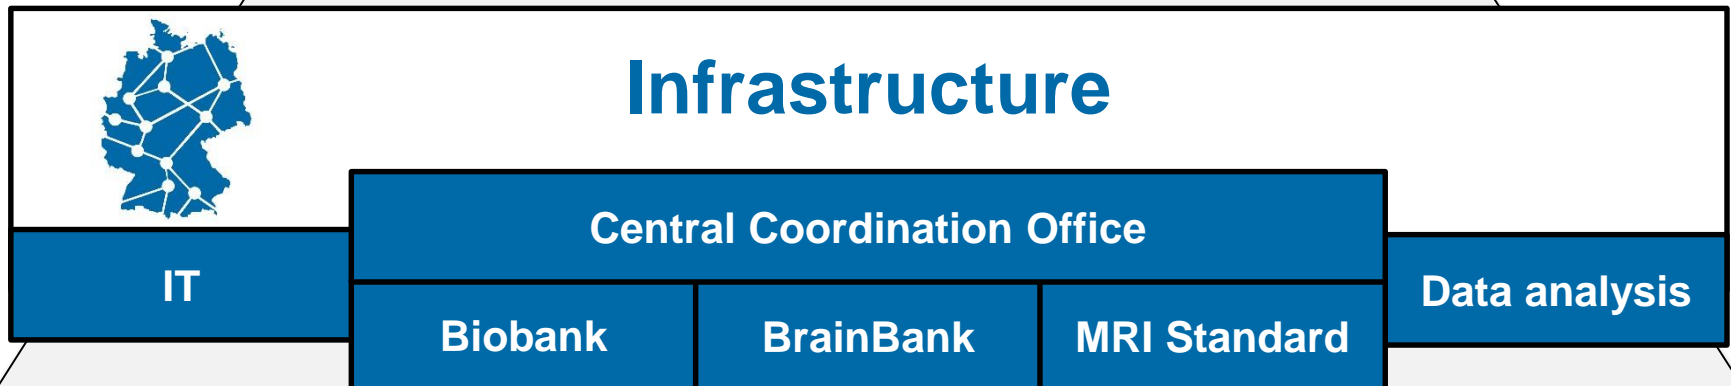 Infrastructure
Central Coordination Office
IT
Data analysis
Biobank
BrainBank
MRI Standard